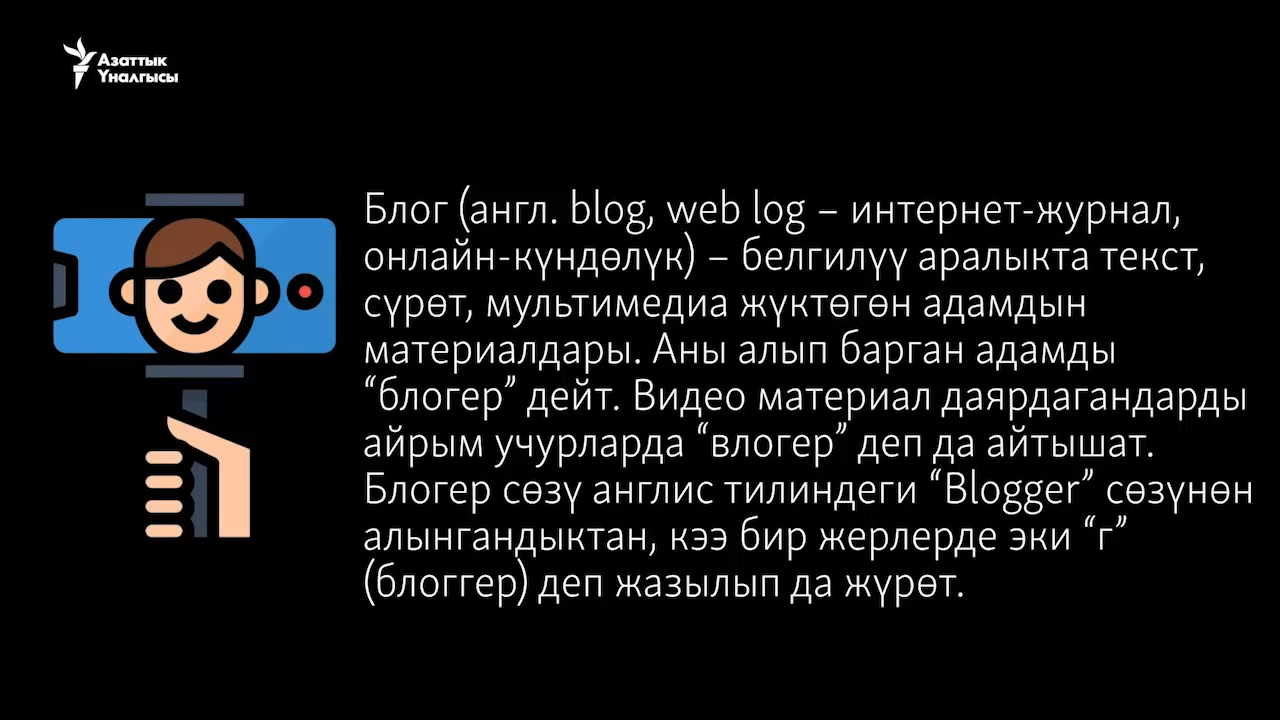 Азаттык
Үналгысы
Блог (англ. blog, web log – интернет-журнал,
онлайн-күндөлүк) – белгилүү аралыкта текст,
сүрөт, мультимедиа жүктөгөн адамдын
материалдары. Аны алып барган адамды
“блогер” дейт. Видео материал даярдагандарды
айрым учурларда “влогер” деп да айтышат.
Блогер сөзү англис тилиндеги “Blogger” сөзүнөн
алынгандыктан, кээ бир жерлерде эки “г”
(блоггер) деп жазылып да жүрөт.